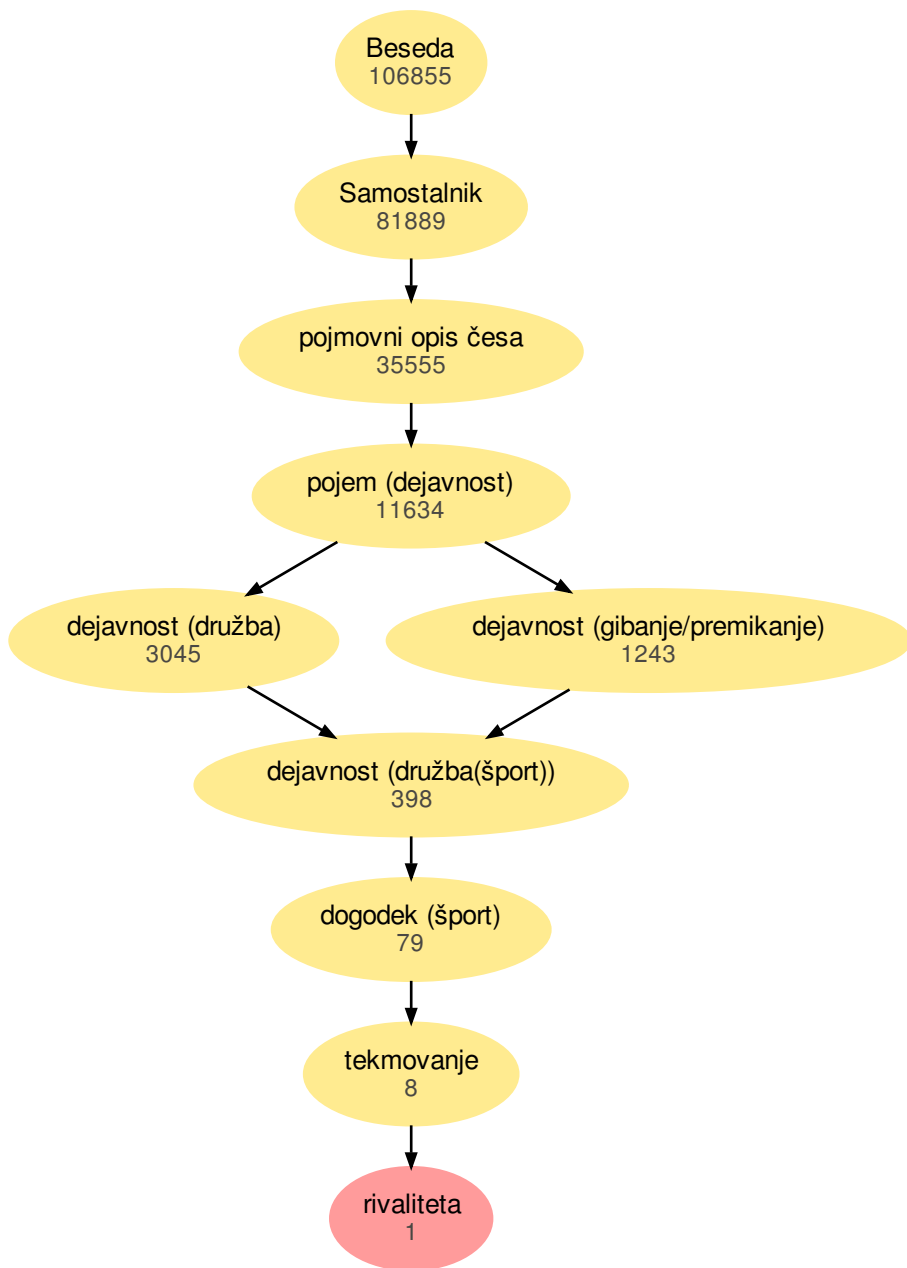 Beseda
106855
Samostalnik
81889
pojmovni opis česa
35555
pojem (dejavnost)
11634
dejavnost (družba)
3045
dejavnost (gibanje/premikanje)
1243
dejavnost (družba(šport))
398
dogodek (šport)
79
tekmovanje
8
rivaliteta
1